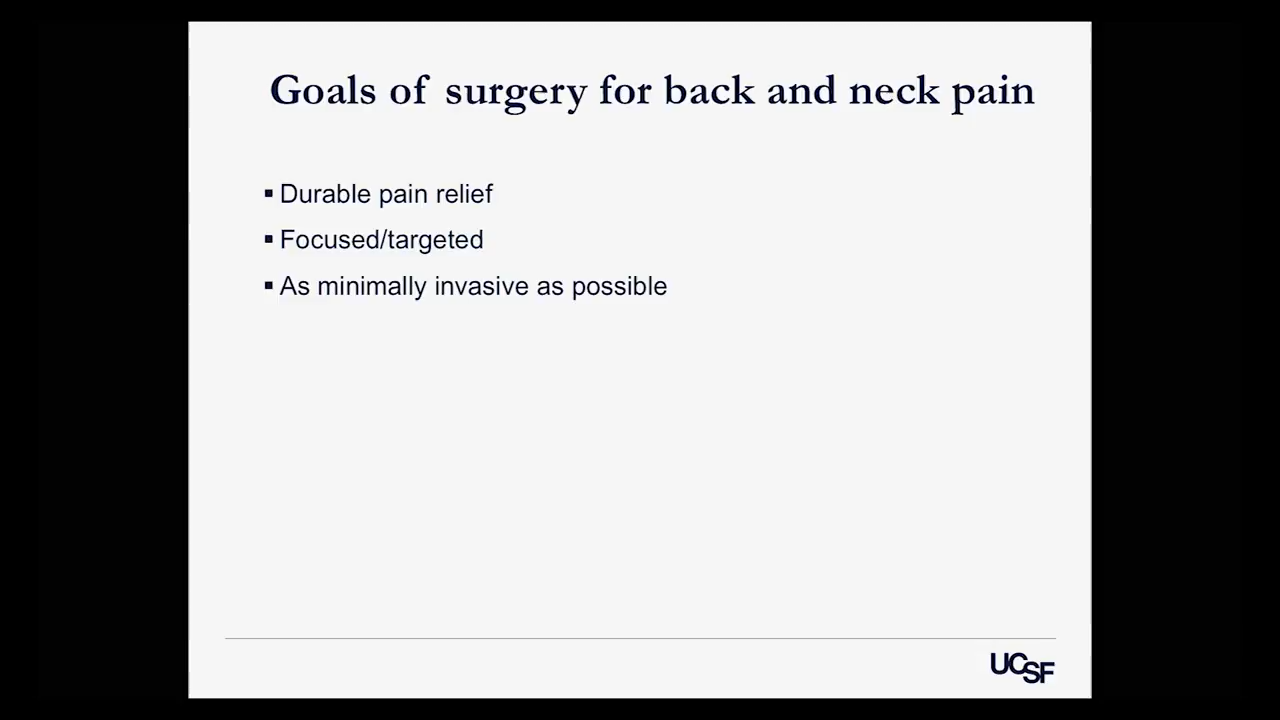 Goals of surgery for back and neck pain
▪ Durable pain relief
▪ Focused/targeted
▪ As minimally invasive as possible
UCSF